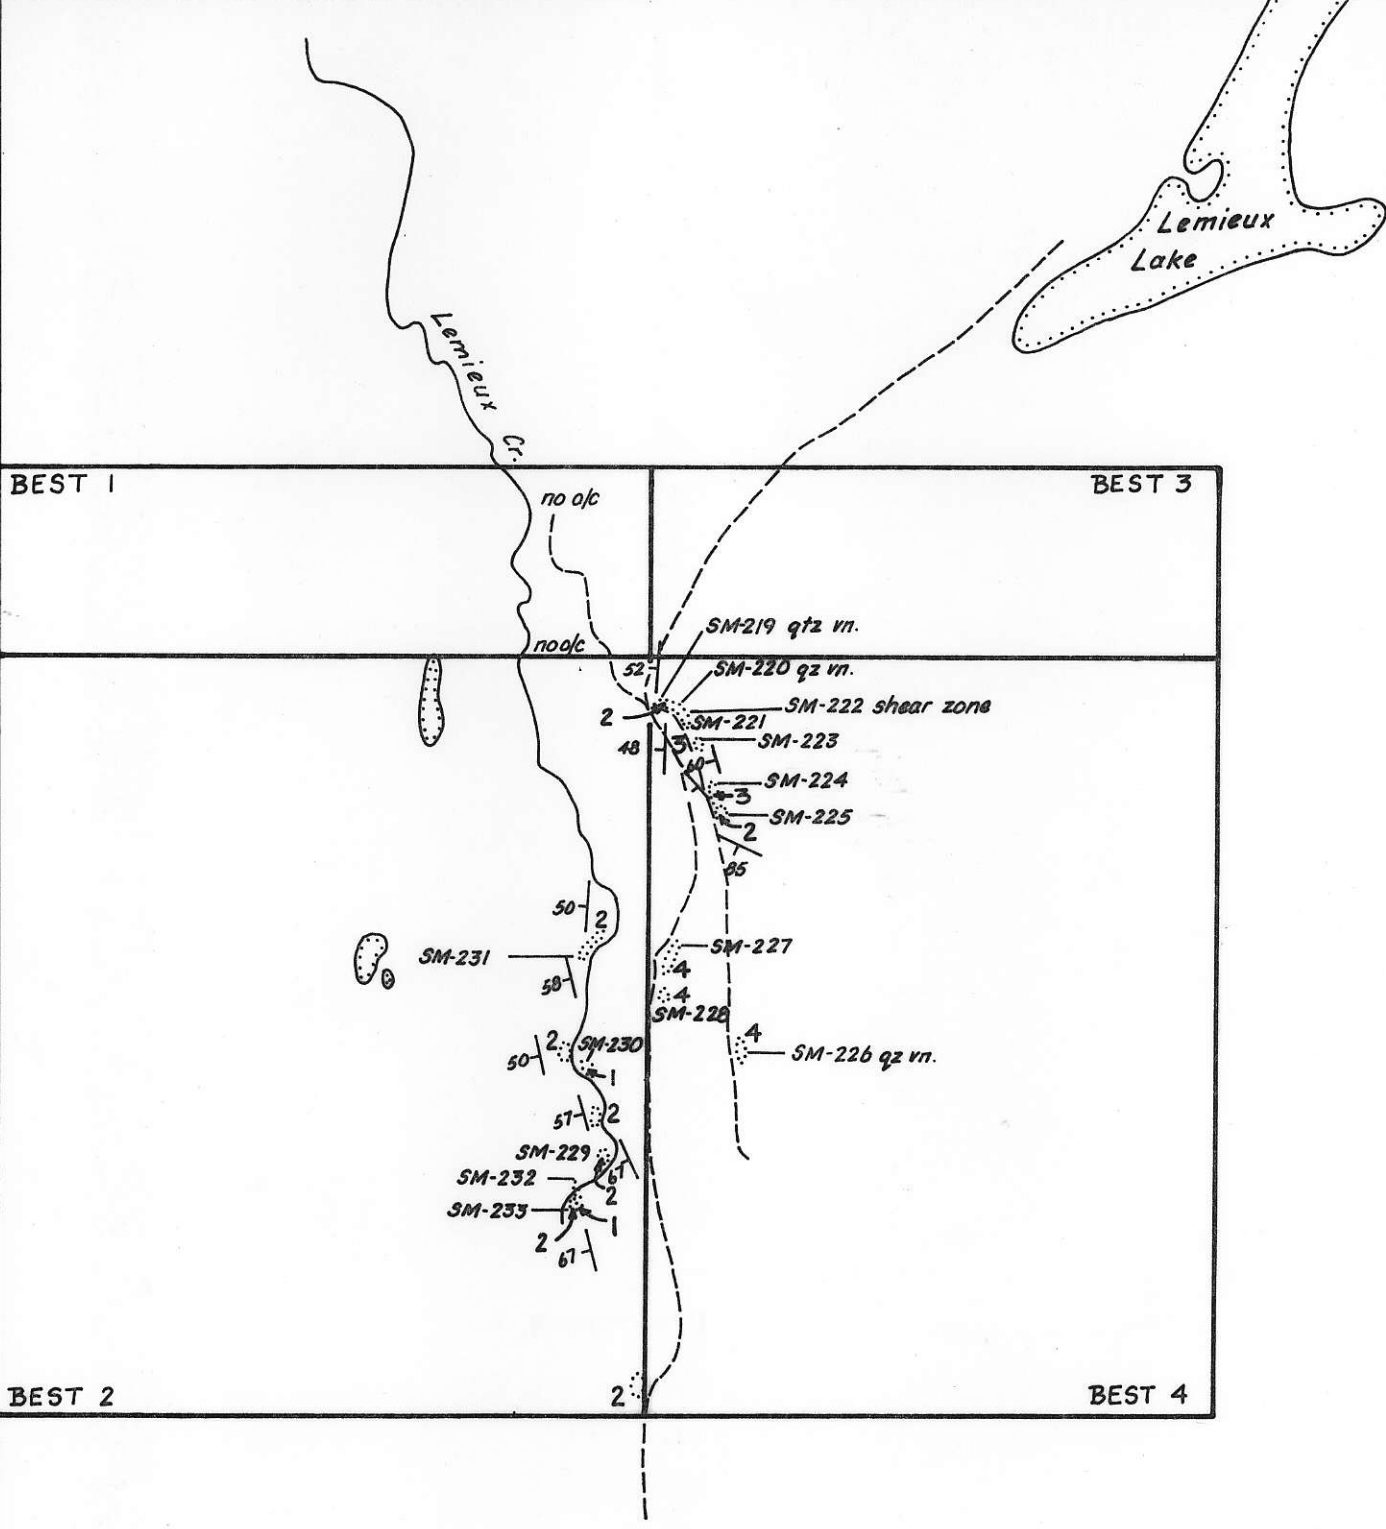 Lemieux
Lake
Lemieux Cr.
BEST 1
BEST 3
no o/c
SM-219 qtz vn.
no o/c
52
SM-220 qz vn.
SM-222 shear zone
2
SM-221
48
3
SM-223
60
SM-224
3
SM-225
2
85
50
2
SM-227
SM-231
4
58
4
SM-228
4
2
SM-230
50
SM-226 qz vn.
1
57
2
SM-229
67
SM-232
2
SM-233
1
2
67
BEST 2
2
BEST 4